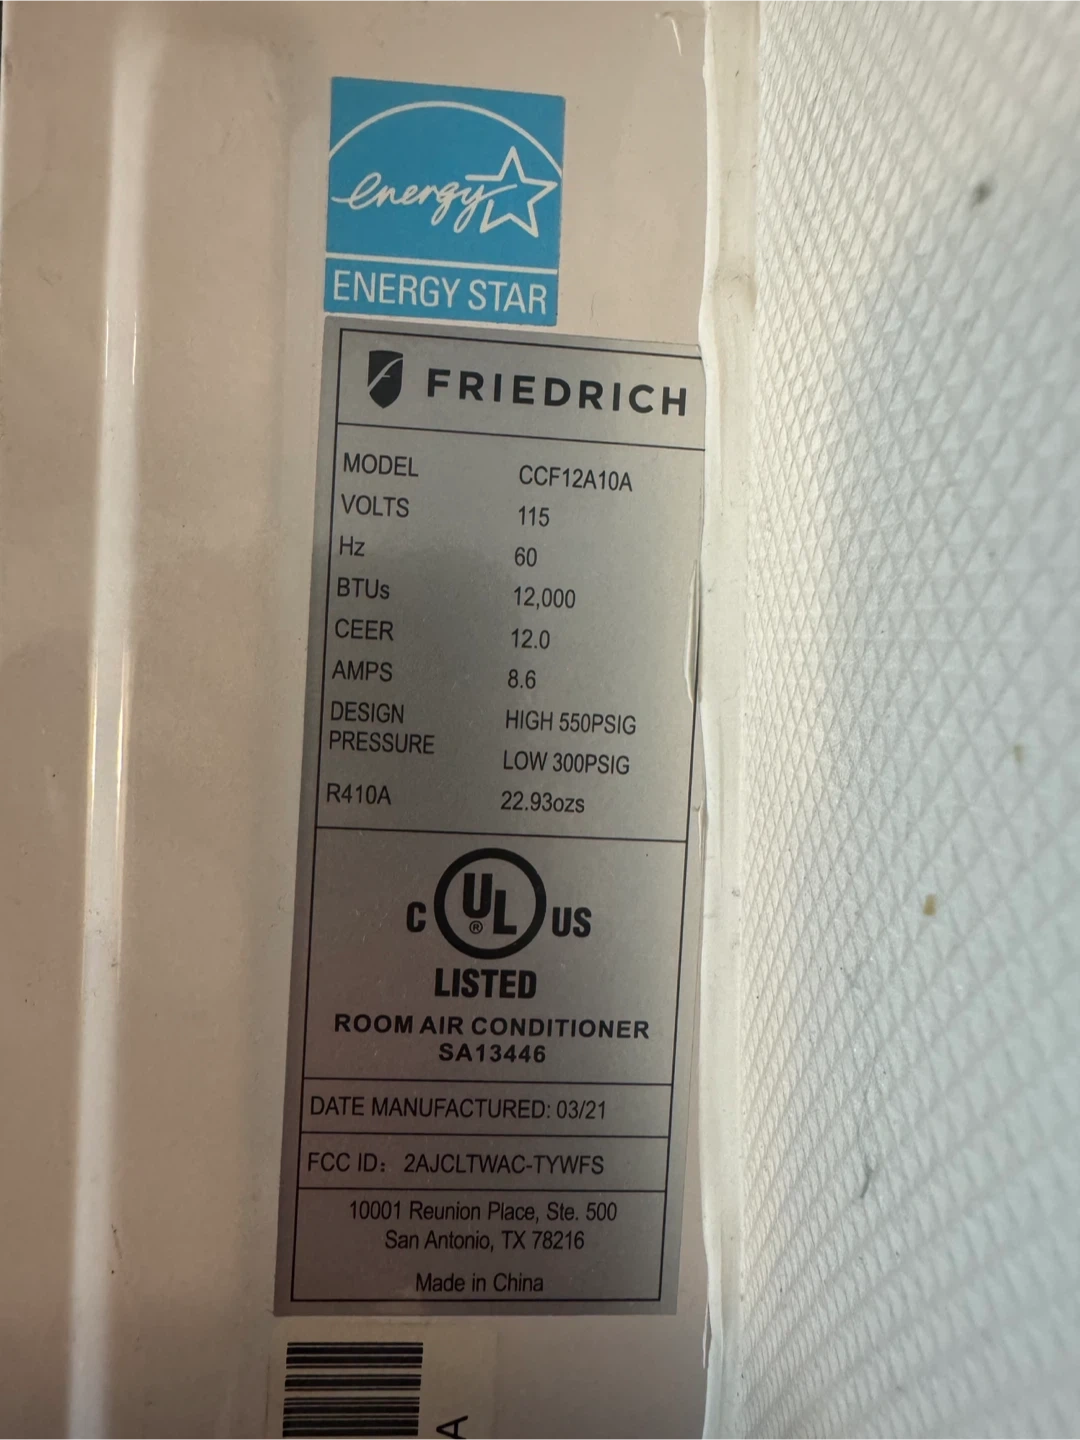 energy
ENERGY STAR
FRIEDRICH
MODEL CCF12A10A
VOLTS 115
Hz 60
BTUs 12,000
CEER 12.0
AMPS 8.6
DESIGN PRESSURE HIGH 550PSIG
LOW 300PSIG
R410A 22.93ozs
C UL® US
LISTED
ROOM AIR CONDITIONER
SA13446
DATE MANUFACTURED: 03/21
FCC ID: 2AJCLTWAC-TYWFS
10001 Reunion Place, Ste. 500
San Antonio, TX 78216
Made in China
A